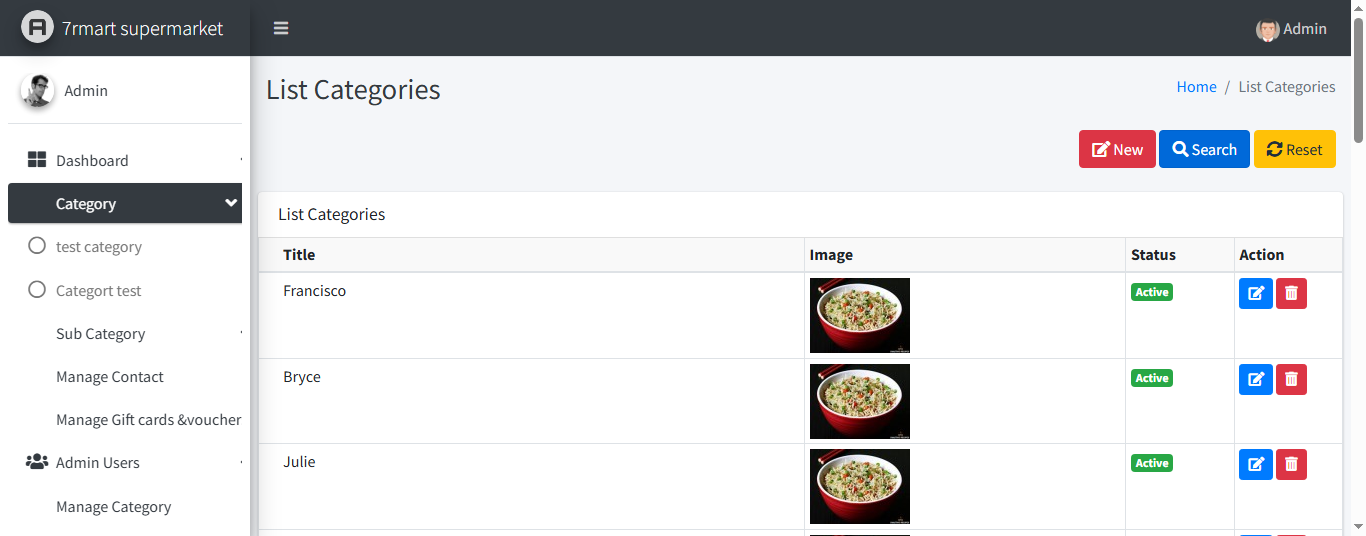 7rmart supermarket
Admin
Admin
List Categories
Home / List Categories
New
Search
Reset
Dashboard
Category
test category
Categort test
Sub Category
Manage Contact
Manage Gift cards &voucher
Admin Users
Manage Category
List Categories
Title Image Status Action
Francisco Active
Bryce Active
Julie Active